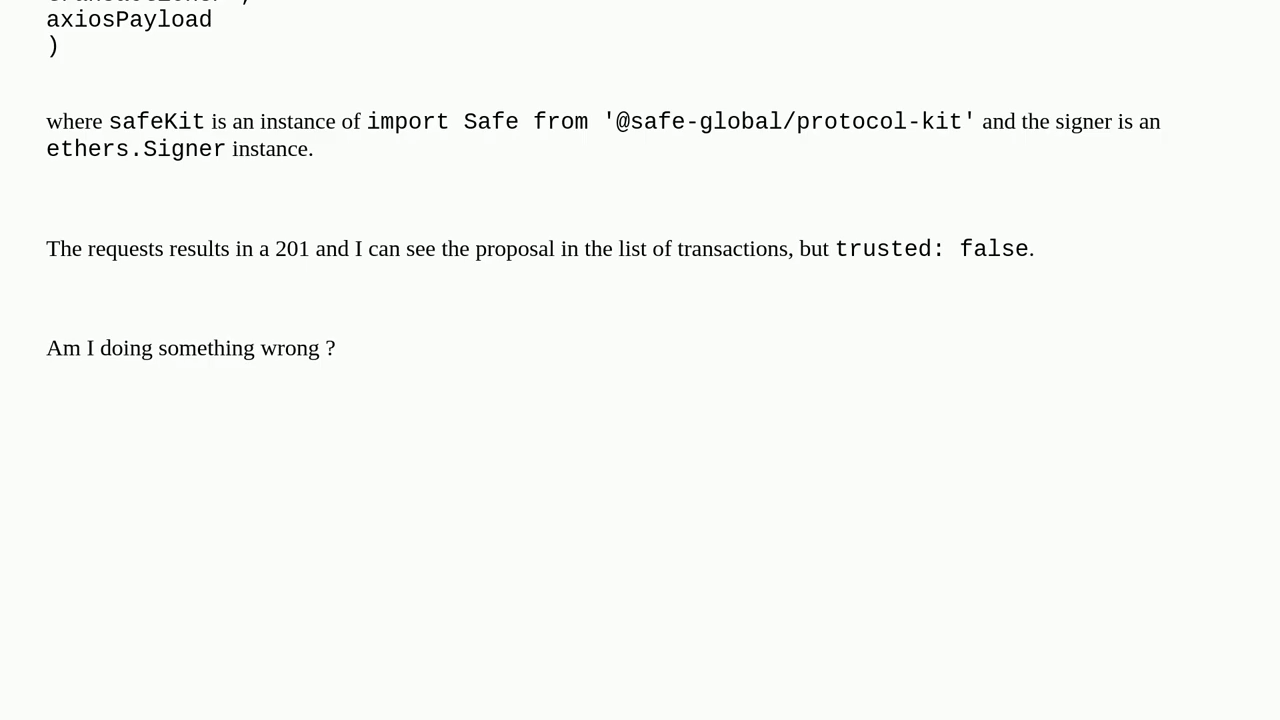 axiosPayload
)
where safeKit is an instance of import Safe from '@safe-global/protocol-kit' and the signer is an
ethers.Signer instance.
The requests results in a 201 and I can see the proposal in the list of transactions, but trusted: false.
Am I doing something wrong ?